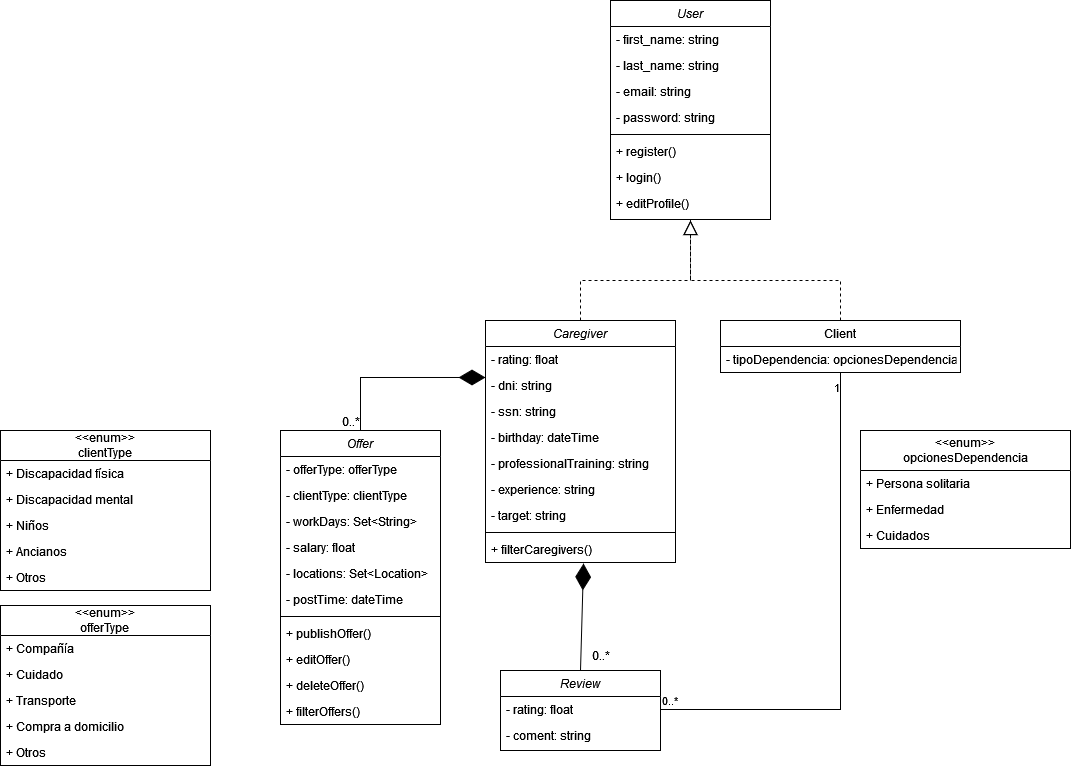 User
- first_name: string
- last_name: string
- email: string
- password: string
+ register()
+ login()
+ editProfile()
Caregiver
- rating: float
- dni: string
- ssn: string
- birthday: dateTime
- professionalTraining: string
- experience: string
- target: string
+ filterCaregivers()
Client
- tipoDependencia: opcionesDependencia
1
0..*
Offer
- offerType: offerType
- clientType: clientType
- workDays: Set<String>
- salary: float
- locations: Set<Location>
- postTime: dateTime
+ publishOffer()
+ editOffer()
+ deleteOffer()
+ filterOffers()
<<enum>>
clientType
+ Discapacidad física
+ Discapacidad mental
+ Niños
+ Ancianos
+ Otros
<<enum>>
opcionesDependencia
+ Persona solitaria
+ Enfermedad
+ Cuidados
<<enum>>
offerType
+ Compañía
+ Cuidado
+ Transporte
+ Compra a domicilio
+ Otros
0..*
Review
- rating: float
- coment: string
0..*